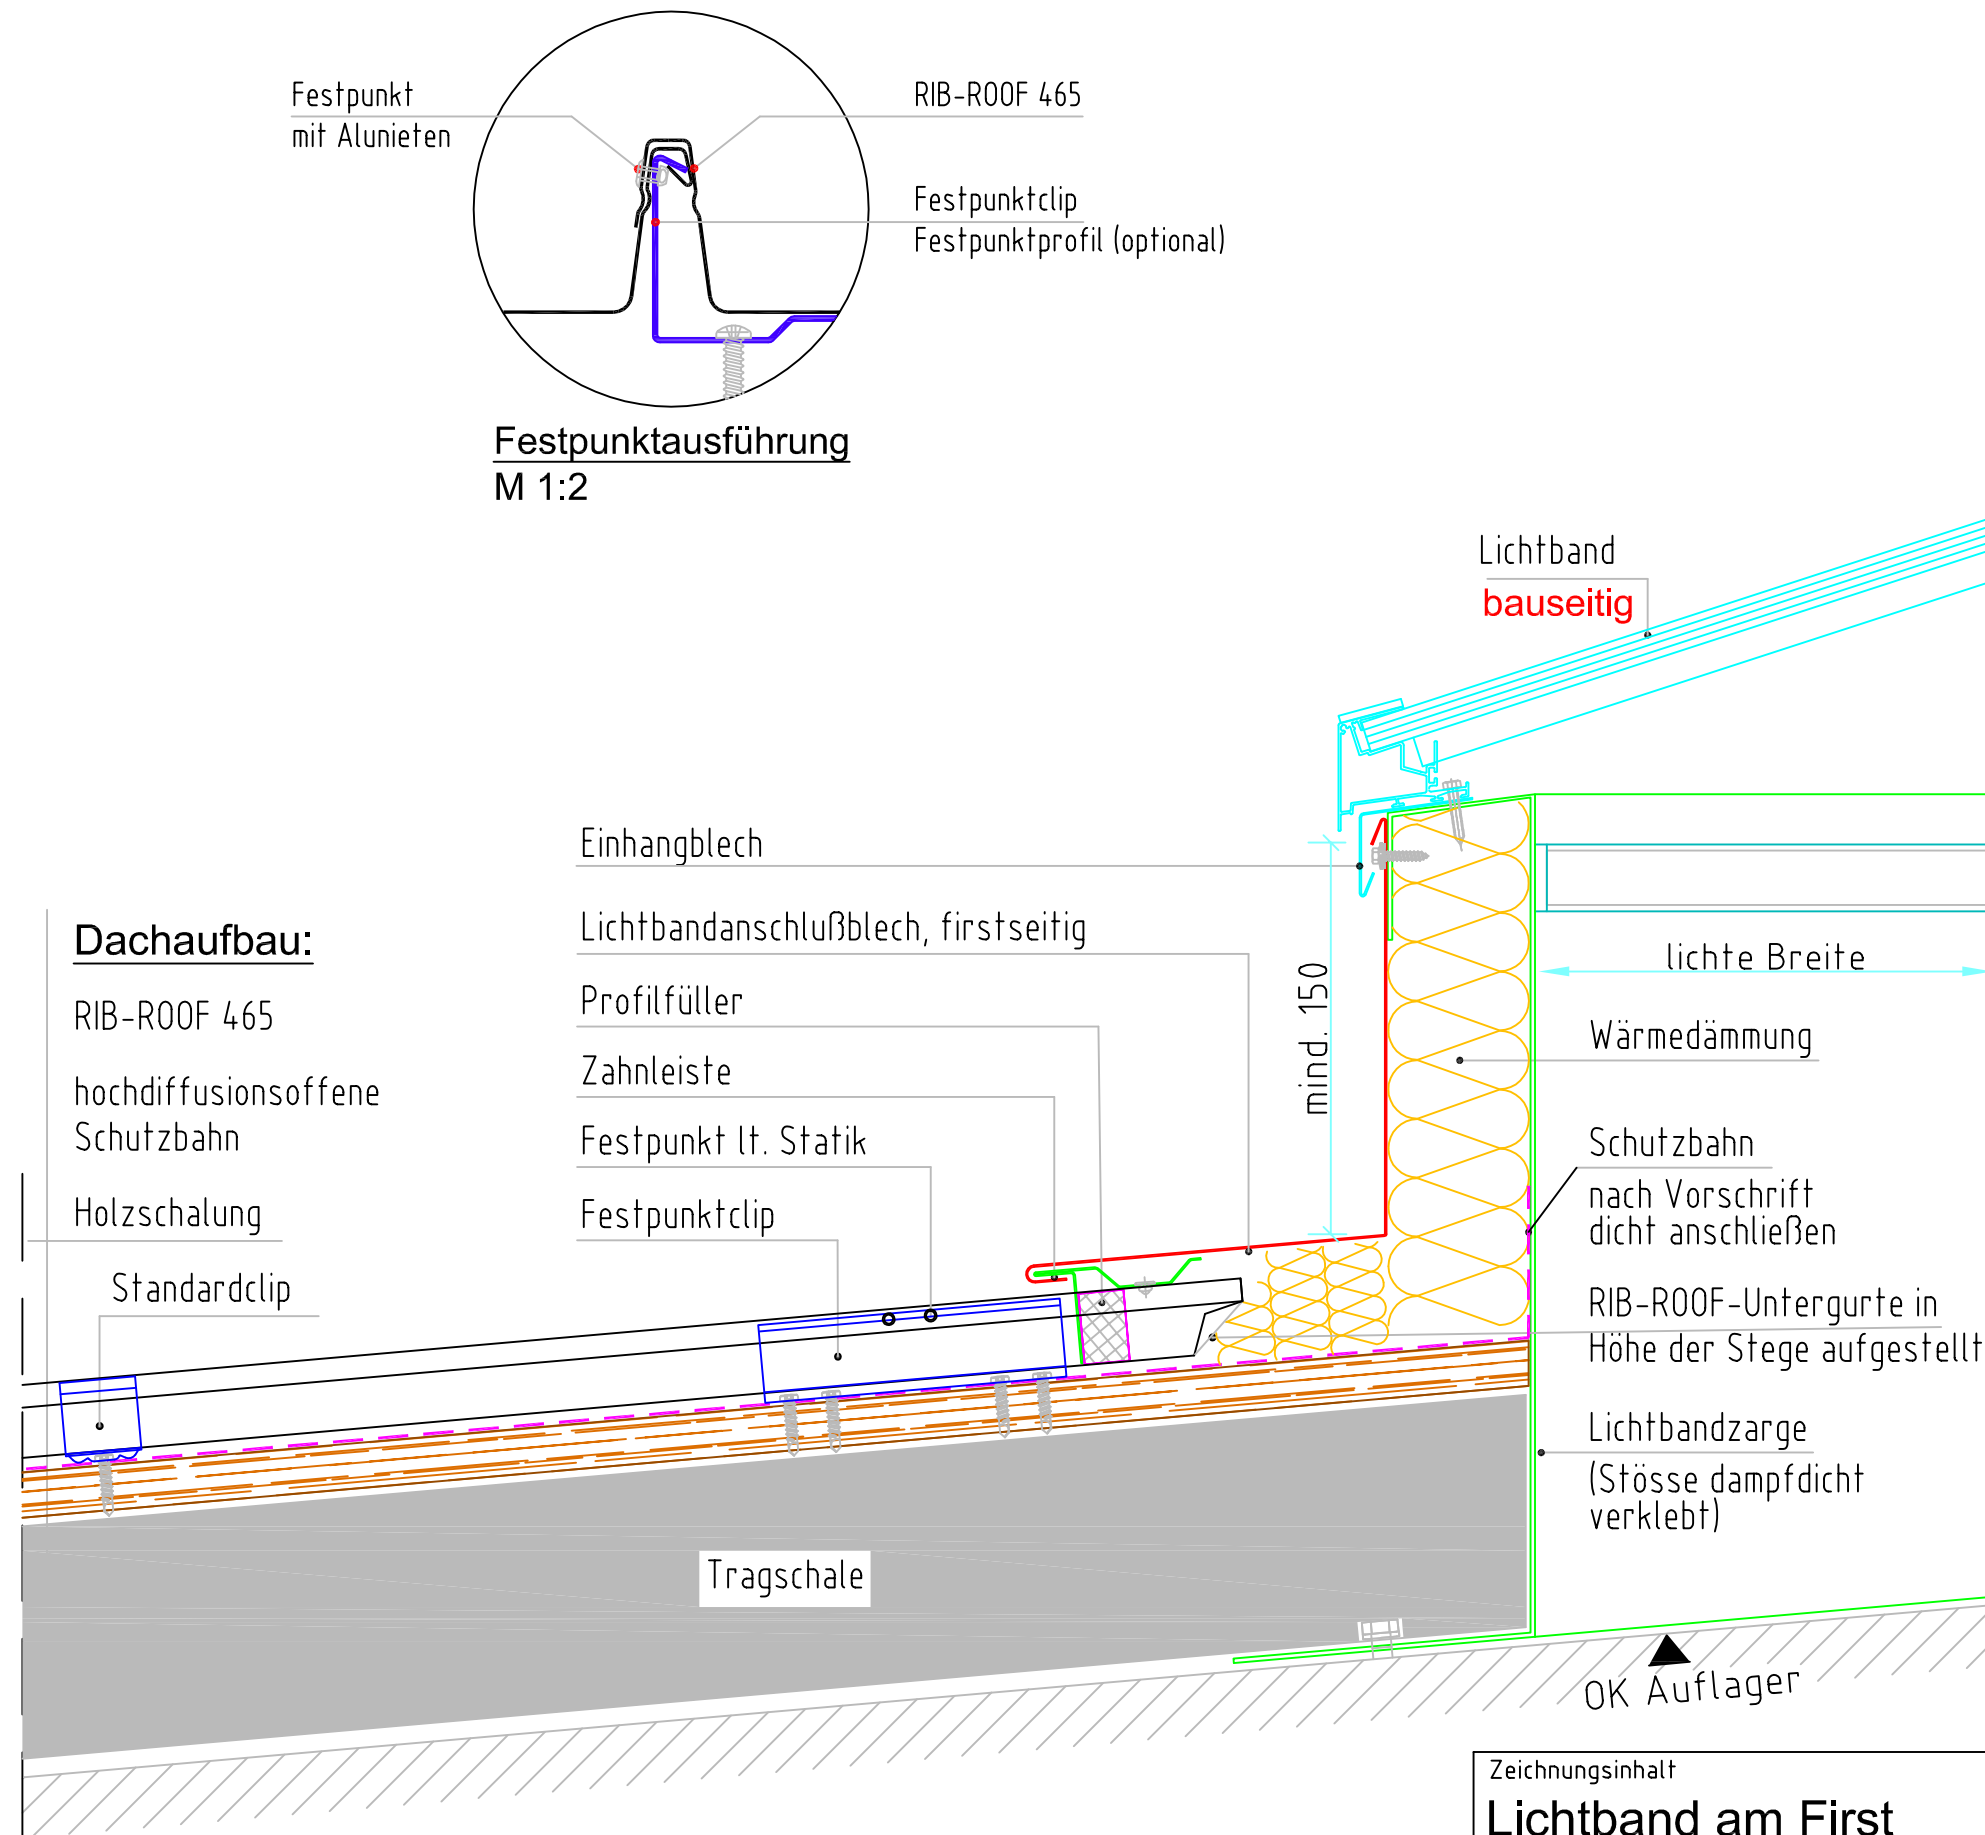 Festpunkt
mit Alunieten
RIB-ROOF 465
Festpunktclip
Festpunktprofil (optional)
Festpunktausführung
M 1:2
Lichtband
bauseitig
Einhangblech
Lichtbandanschlußblech, firstseitig
Profilfüller
Zahnleiste
Festpunkt lt. Statik
Festpunktclip
Dachaufbau:
RIB-ROOF 465
hochdiffusionsoffene
Schutzbahn
Holzschalung
Standardclip
mind. 150
lichte Breite
Wärmedämmung
Schutzbahn
nach Vorschrift
dicht anschließen
RIB-ROOF-Untergurte in
Höhe der Stege aufgestellt
Lichtbandzarge
(Stösse dampfdicht
verklebt)
Tragschale
OK Auflager
Zeichnungsinhalt
Lichtband am First